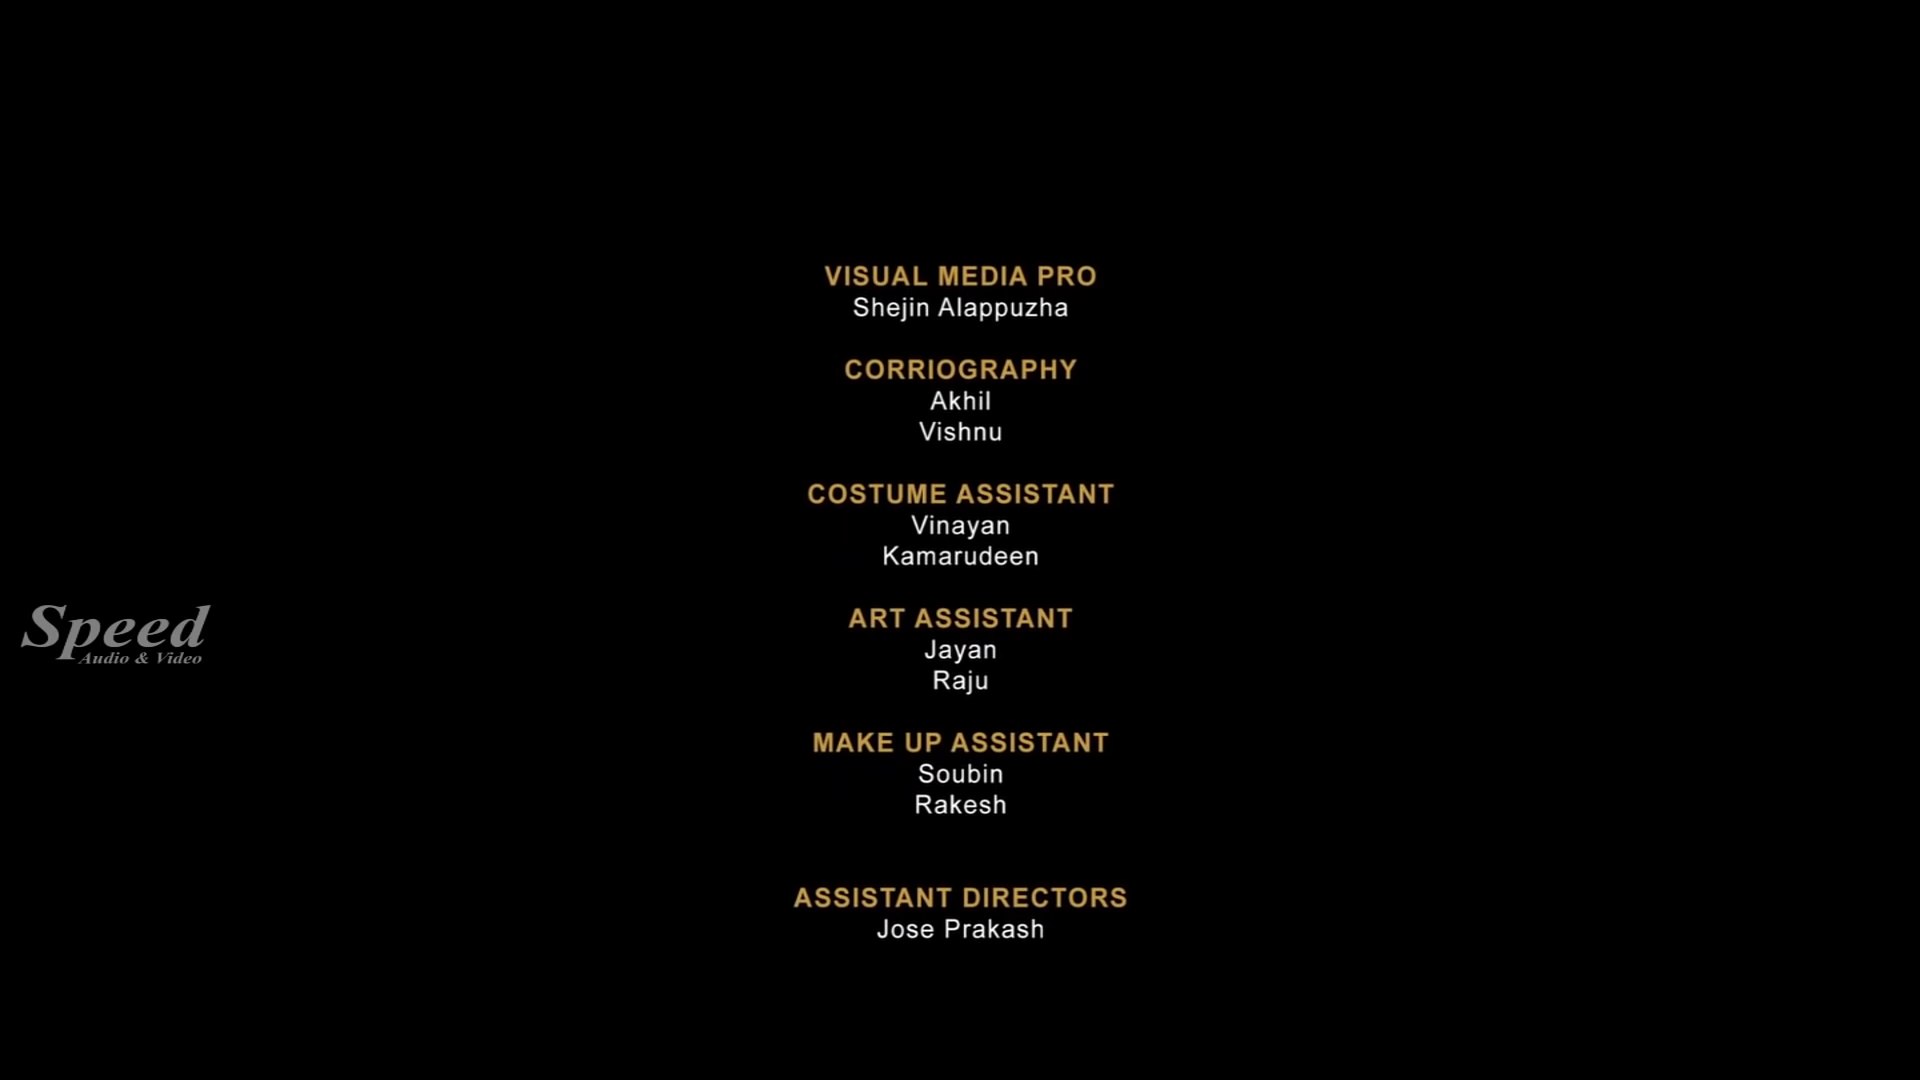 VISUAL MEDIA PRO
Shejin Alappuzha
CORRIOGRAPHY
Akhil
Vishnu
COSTUME ASSISTANT
Vinayan
Kamarudeen
ART ASSISTANT
Jayan
Raju
MAKE UP ASSISTANT
Soubin
Rakesh
ASSISTANT DIRECTORS
Jose Prakash
Speed
Audio & Video